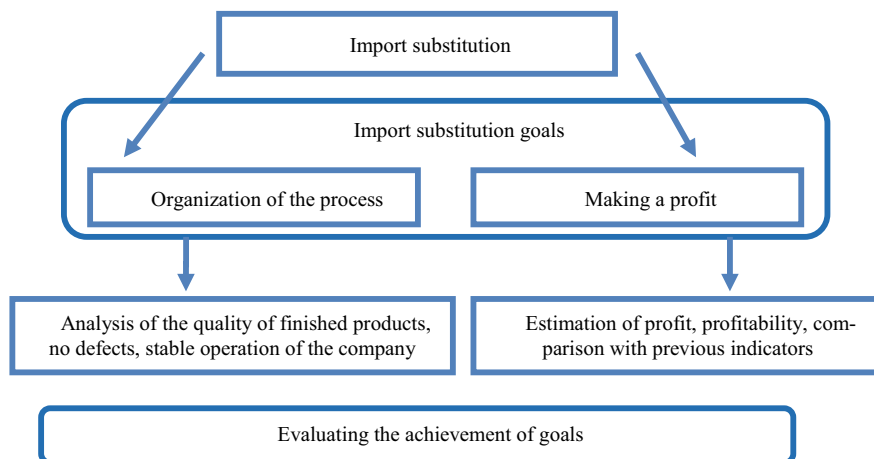 Import substitution
Import substitution goals
Organization of the process
Making a profit
Analysis of the quality of finished products,
no defects, stable operation of the company
Estimation of profit, profitability, com-
parison with previous indicators
Evaluating the achievement of goals